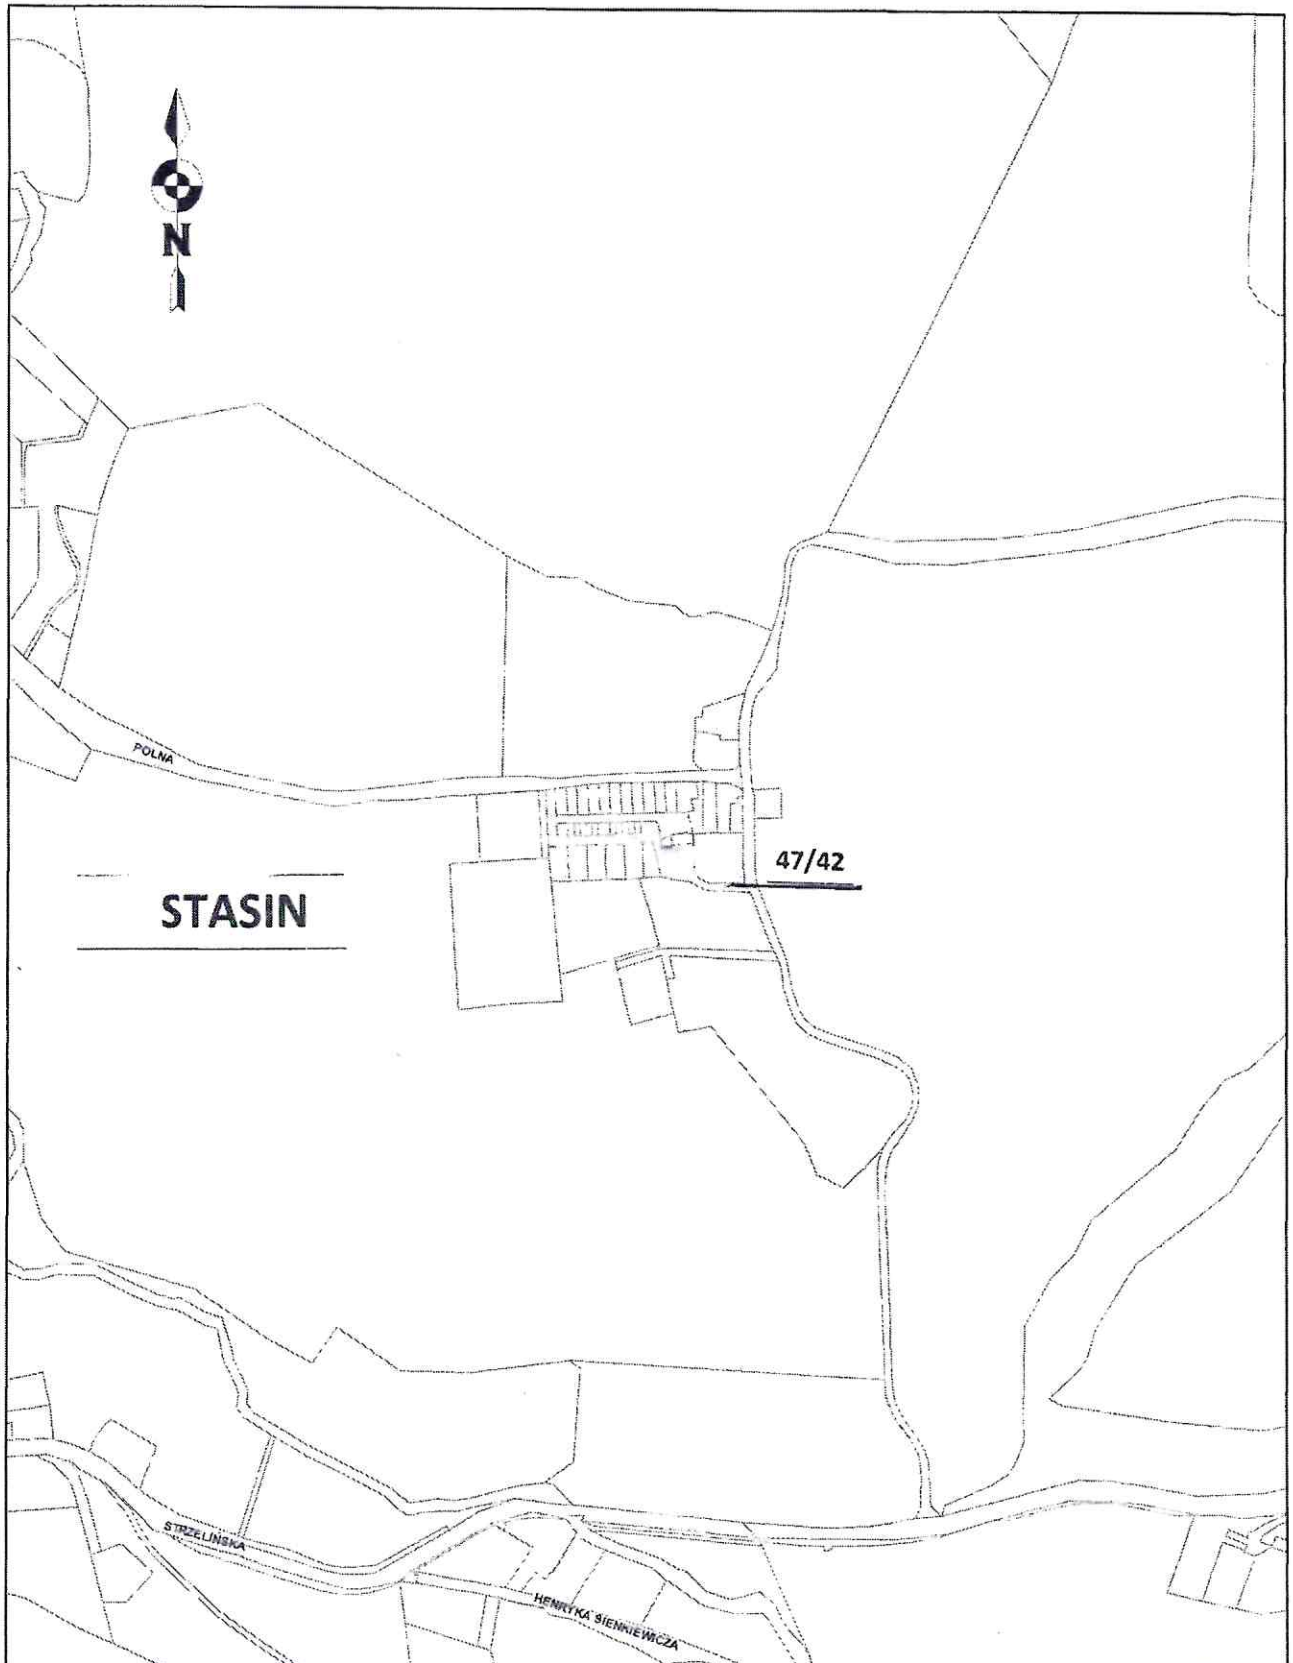 N
POLNA
47/42
STASIN
STRZELIŃSKA
HENRYKA SIENKIEWICZA